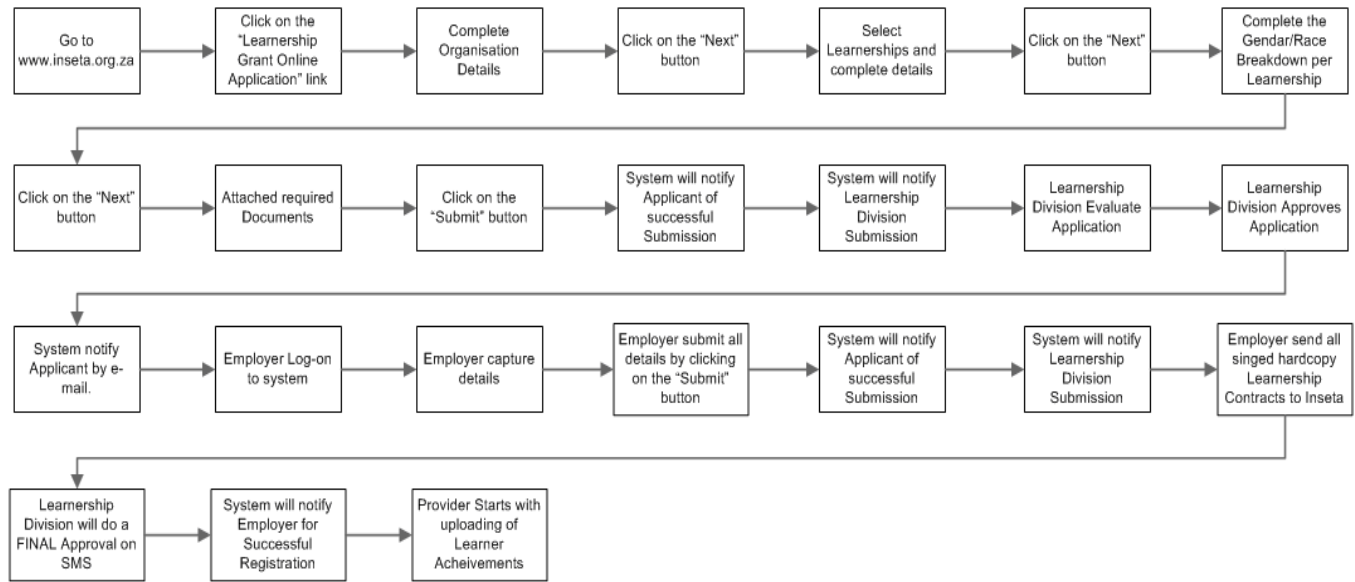 Go to
www.inseta.org.za
Click on the
“Learnership
Grant Online
Application” link
Complete
Organisation
Details
Click on the “Next”
button
Select
Learnerships and
complete details
Click on the “Next”
button
Complete the
Gendar/Race
Breakdown per
Learnership
Click on the “Next”
button
Attached required
Documents
Click on the
“Submit” button
System will notify
Applicant of
successful
Submission
System will notify
Learnership
Division
Submission
Learnership
Division Evaluate
Application
Learnership
Division Approves
Application
System notify
Applicant by e-
mail.
Employer Log-on
to system
Employer capture
details
Employer submit all
details by clicking
on the “Submit”
button
System will notify
Applicant of
successful
Submission
System will notify
Learnership
Division
Submission
Employer send all
singed hardcopy
Learnership
Contracts to Inseta
Learnership
Division will do a
FINAL Approval on
SMS
System will notify
Employer for
Successful
Registration
Provider Starts with
uploading of
Learner
Acheivements